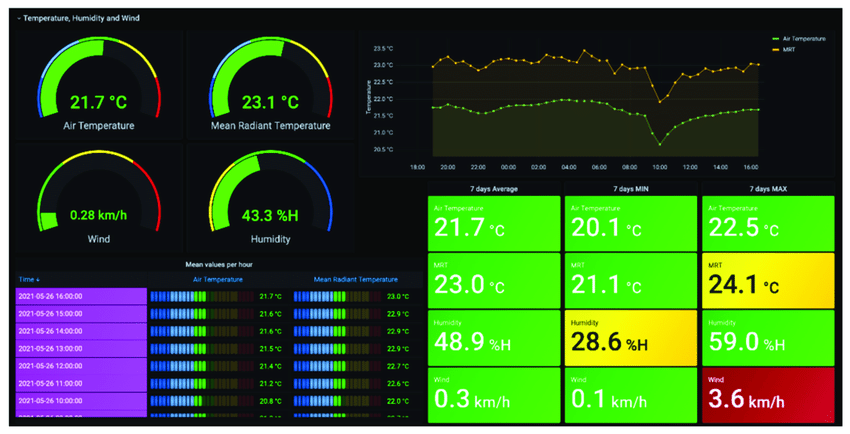 Temperature, Humidity and Wind
21.7 °C
Air Temperature
23.1 °C
Mean Radiant Temperature
0.28 km/h
Wind
43.3 %H
Humidity
Air Temperature
MRT
Temperature
23.5 °C
23.0 °C
22.5 °C
22.0 °C
21.5 °C
21.0 °C
20.5 °C
18:00 20:00 22:00 00:00 02:00 04:00 06:00 08:00 10:00 12:00 14:00 16:00
Mean values per hour
Time Air Temperature Mean Radiant Temperature
2021-05-26 16:00:00 21.7 °C 23.0 °C
2021-05-26 15:00:00 21.6 °C 22.9 °C
2021-05-26 14:00:00 21.6 °C 22.9 °C
2021-05-26 13:00:00 21.5 °C 22.9 °C
2021-05-26 12:00:00 21.4 °C 22.7 °C
2021-05-26 11:00:00 21.2 °C 22.6 °C
2021-05-26 10:00:00 20.8 °C 22.0 °C
7 days Average
Air Temperature
21.7 °C
MRT
23.0 °C
Humidity
48.9 %H
Wind
0.3 km/h
7 days MIN
Air Temperature
20.1 °C
MRT
21.1 °C
Humidity
28.6 %H
Wind
0.1 km/h
7 days MAX
Air Temperature
22.5 °C
MRT
24.1 °C
Humidity
59.0 %H
Wind
3.6 km/h